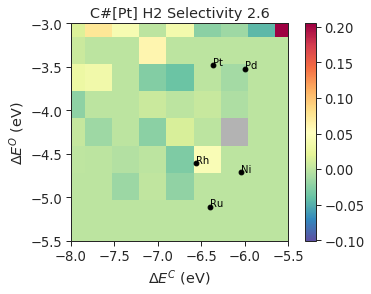 C#[Pt] H2 Selectivity 2.6
−3.0
−3.5
−4.0
−4.5
−5.0
−5.5
ΔE^O (eV)
Pt
Pd
Rh
Ni
Ru
−8.0 −7.5 −7.0 −6.5 −6.0 −5.5
ΔE^C (eV)
0.20
0.15
0.10
0.05
0.00
−0.05
−0.10